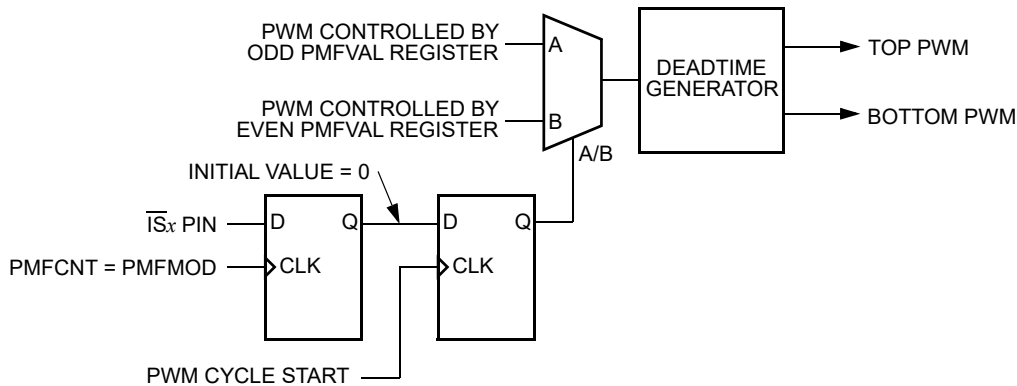 PWM CONTROLLED BY
ODD PMFVAL REGISTER
A
DEADTIME
GENERATOR
TOP PWM
PWM CONTROLLED BY
EVEN PMFVAL REGISTER
B
BOTTOM PWM
A/B
INITIAL VALUE = 0
I̅S̅x PIN
D
Q
D
Q
PMFCNT = PMFMOD
CLK
CLK
PWM CYCLE START